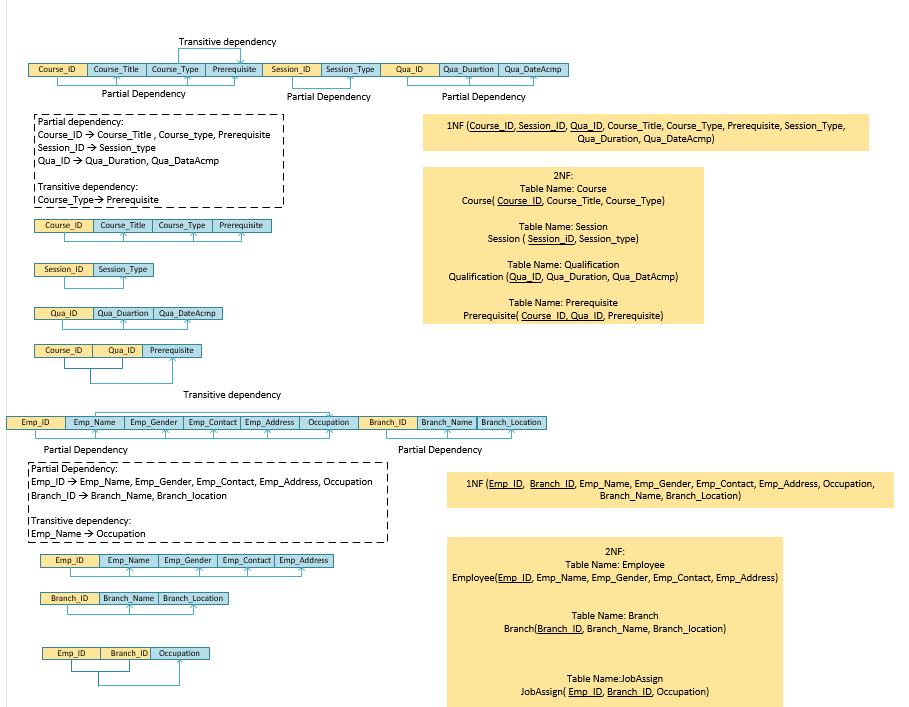 Transitive dependency
Course_ID Course_Title Course_Type Prerequisite Session_ID Session_Type Qua_ID Qua_Duartion Qua_DateAcmp
Partial Dependency Partial Dependency Partial Dependency
Partial dependency:
Course_ID → Course_Title , Course_type, Prerequisite
Session_ID → Session_type
Qua_ID → Qua_Duration, Qua_DataAcmp
Transitive dependency:
Course_Type→ Prerequisite
1NF (Course_ID, Session_ID, Qua_ID, Course_Title, Course_Type, Prerequisite, Session_Type,
Qua_Duration, Qua_DateAcmp)
2NF:
Table Name: Course
Course( Course_ID, Course_Title, Course_Type)
Table Name: Session
Session ( Session_iD, Session_type)
Table Name: Qualification
Qualification (Qua_ID, Qua_Duration, Qua_DatAcmp)
Table Name: Prerequisite
Prerequisite( Course_ID, Qua_ID, Prerequisite)
Course_ID Course_Title Course_Type Prerequisite
Session_ID Session_Type
Qua_ID Qua_Duartion Qua_DateAcmp
Course_ID Qua_ID Prerequisite
Transitive dependency
Emp_ID Emp_Name Emp_Gender Emp_Contact Emp_Address Occupation Branch_ID Branch_Name Branch_Location
Partial Dependency Partial Dependency
Partial Dependency:
Emp_ID → Emp_Name, Emp_Gender, Emp_Contact, Emp_Address, Occupation
Branch_ID → Branch_Name, Branch_location
Transitive dependency:
Emp_Name → Occupation
1NF (Emp_ID, Branch_ID, Emp_Name, Emp_Gender, Emp_Contact, Emp_Address, Occupation,
Branch_Name, Branch_Location)
2NF:
Table Name: Employee
Employee(Emp_ID, Emp_Name, Emp_Gender, Emp_Contact, Emp_Address)
Table Name: Branch
Branch(Branch_ID, Branch_Name, Branch_location)
Table Name:JobAssign
JobAssign( Emp_ID, Branch_ID, Occupation)
Emp_ID Emp_Name Emp_Gender Emp_Contact Emp_Address
Branch_ID Branch_Name Branch_Location
Emp_ID Branch_ID Occupation